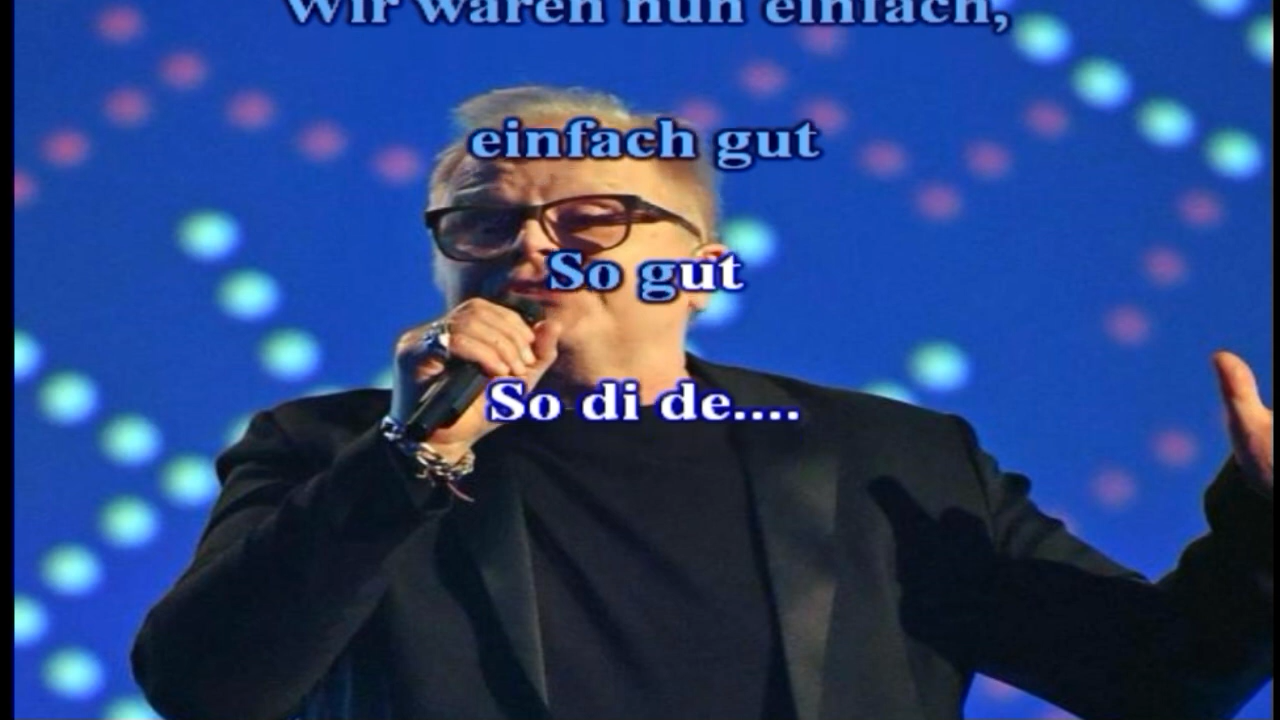 Wir waren nun einfach,
einfach gut
So gut
So di de....